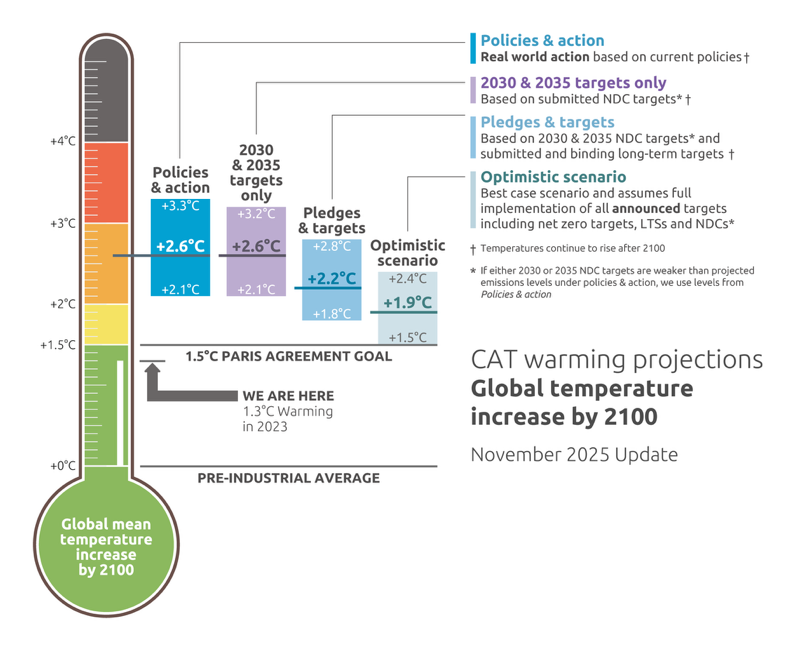 +4°C
+3°C
+2°C
+1.5°C
+0°C
Policies
& action
+3.3°C
+2.6°C
+2.1°C
2030
& 2035
targets
only
+3.2°C
+2.6°C
+2.1°C
Pledges
& targets
+2.8°C
+2.2°C
+1.8°C
Optimistic
scenario
+2.4°C
+1.9°C
+1.5°C
1.5°C PARIS AGREEMENT GOAL
WE ARE HERE
1.3°C Warming
in 2023
PRE-INDUSTRIAL AVERAGE
Global mean
temperature
increase
by 2100
Policies & action
Real world action based on current policies †
2030 & 2035 targets only
Based on submitted NDC targets* †
Pledges & targets
Based on 2030 & 2035 NDC targets* and
submitted and binding long-term targets †
Optimistic scenario
Best case scenario and assumes full
implementation of all announced targets
including net zero targets, LTSs and NDCs*
† Temperatures continue to rise after 2100
* If either 2030 or 2035 NDC targets are weaker than projected
emissions levels under policies & action, we use levels from
Policies & action
CAT warming projections
Global temperature
increase by 2100
November 2025 Update